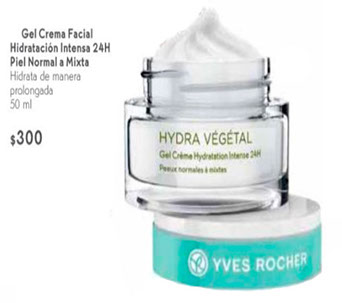 Gel Crema Facial
Hidratación Intensa 24H
Piel Normal a Mixta
Hidrata de manera
prolongada
50 ml
$300
HYDRA VÉGÉTAL
Gel Crème Hydratation Intense 24H
Peaux normales à mixtes
YVES ROCHER